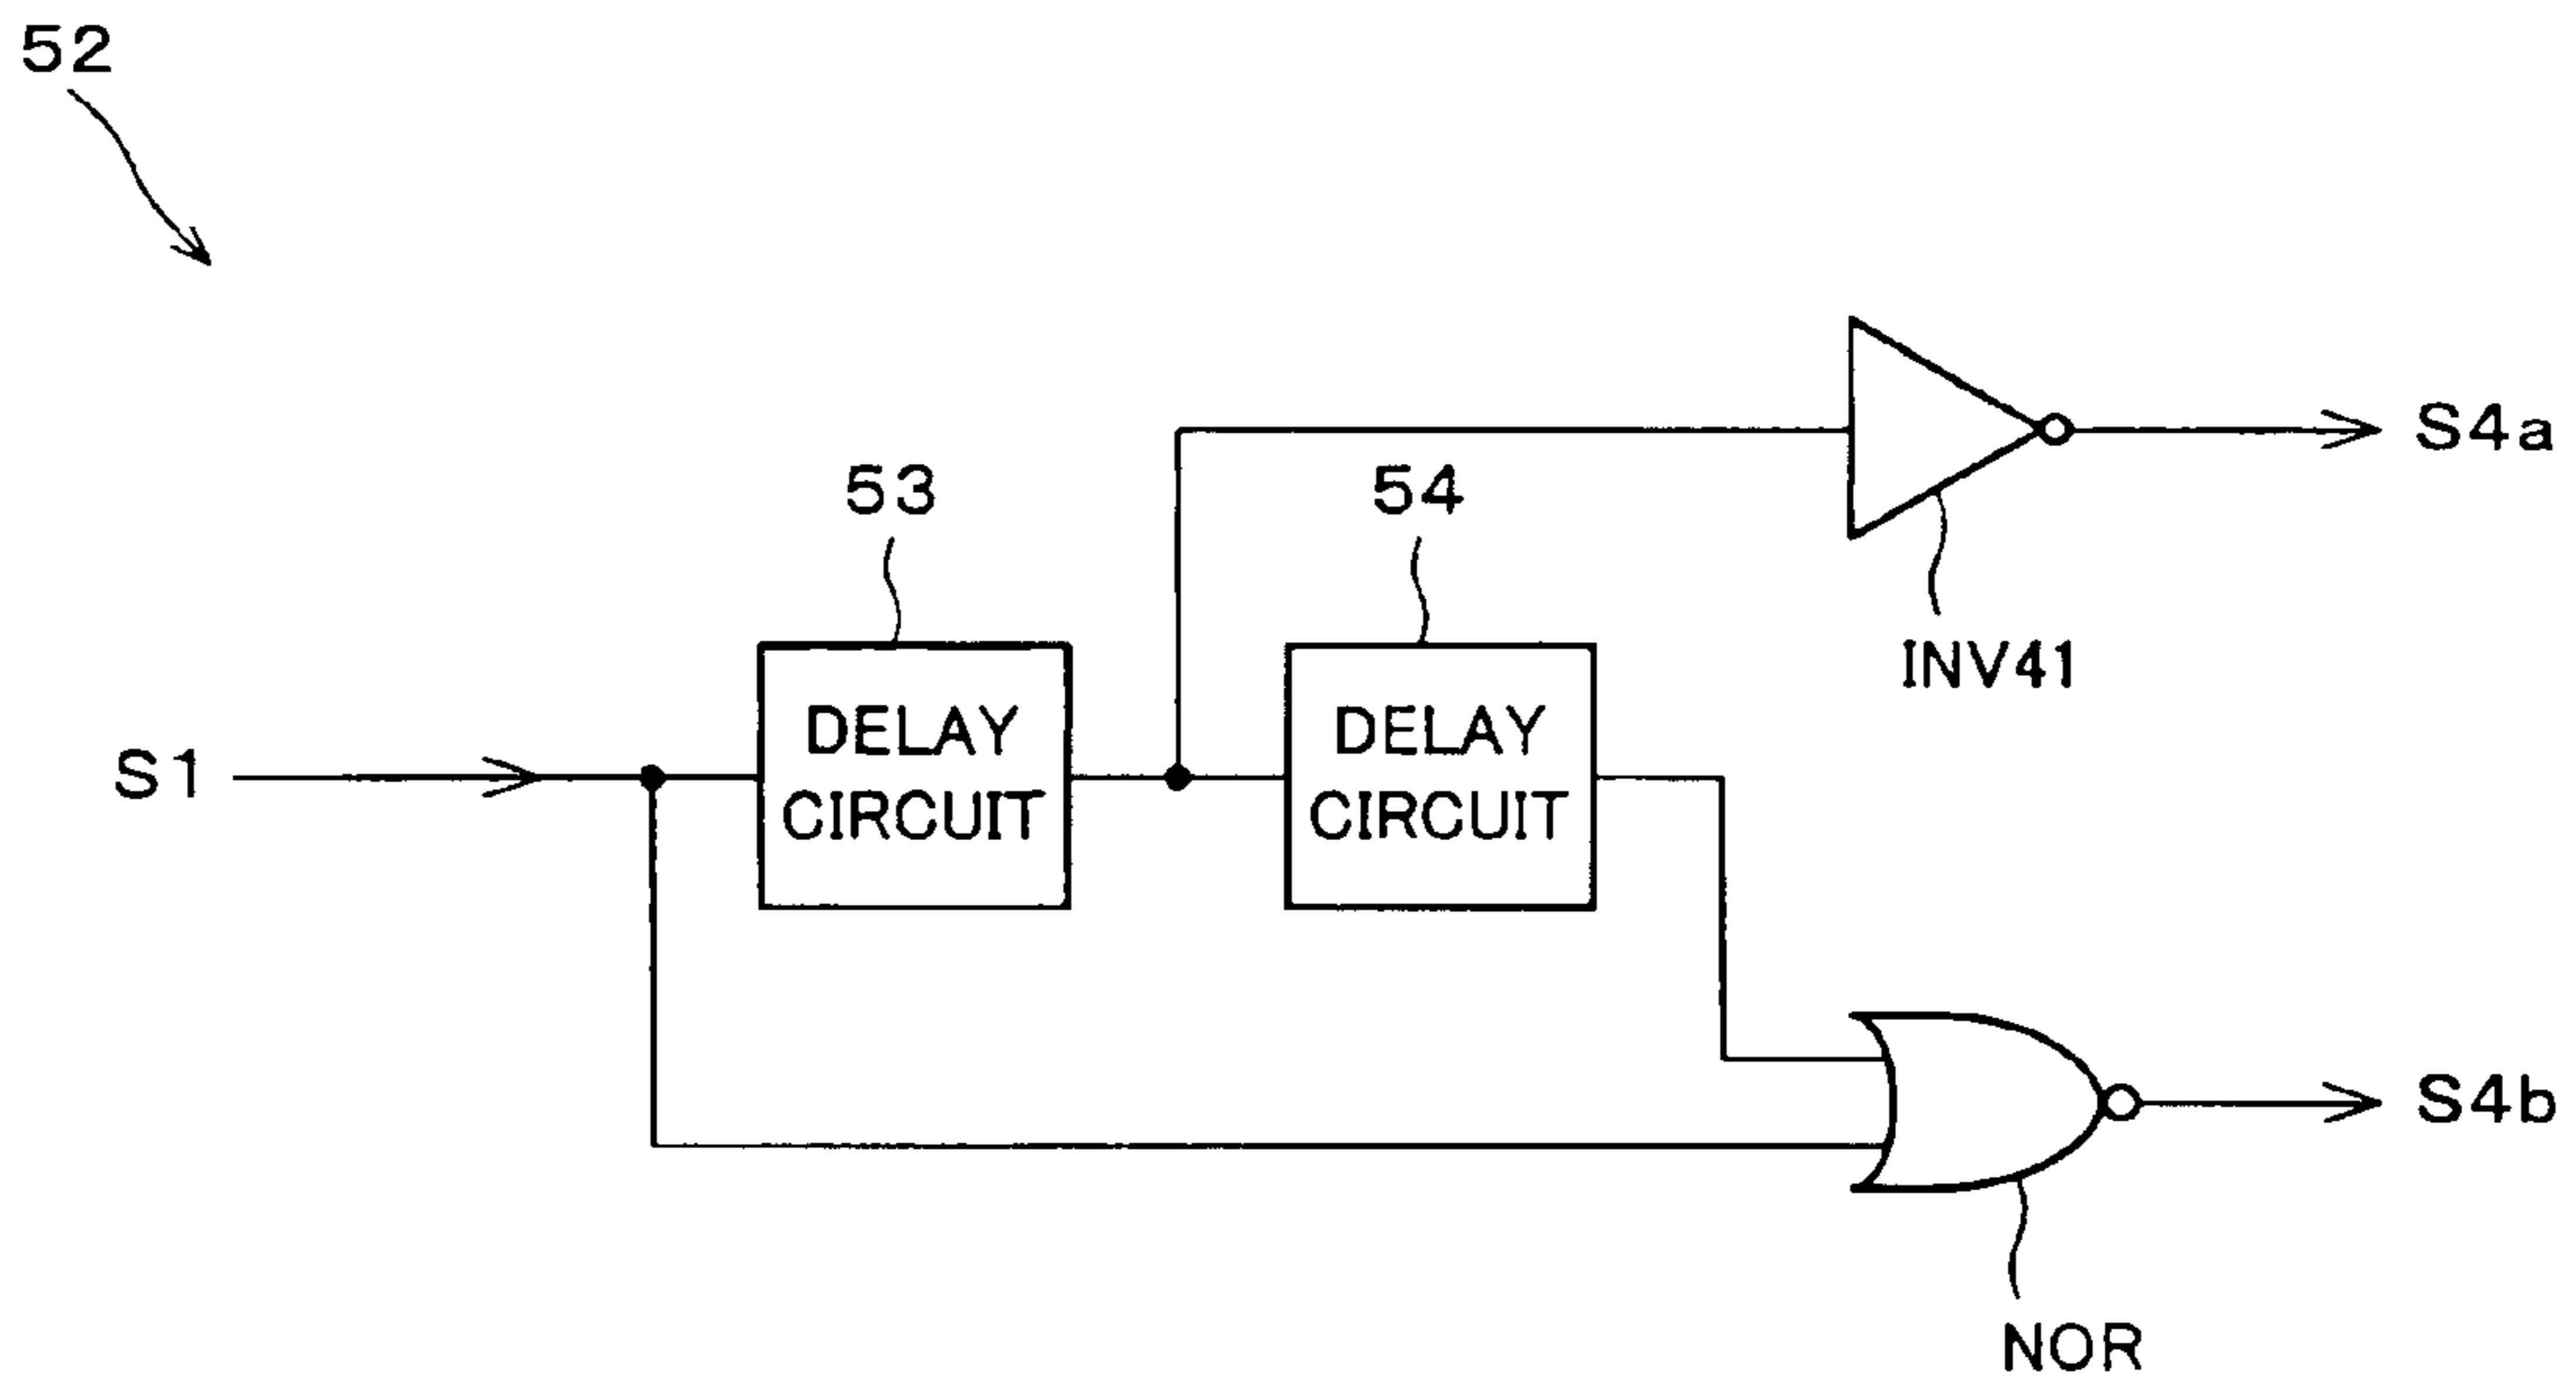 52
S4a
53
54
INV41
DELAY
CIRCUIT
DELAY
CIRCUIT
S1
S4b
NOR